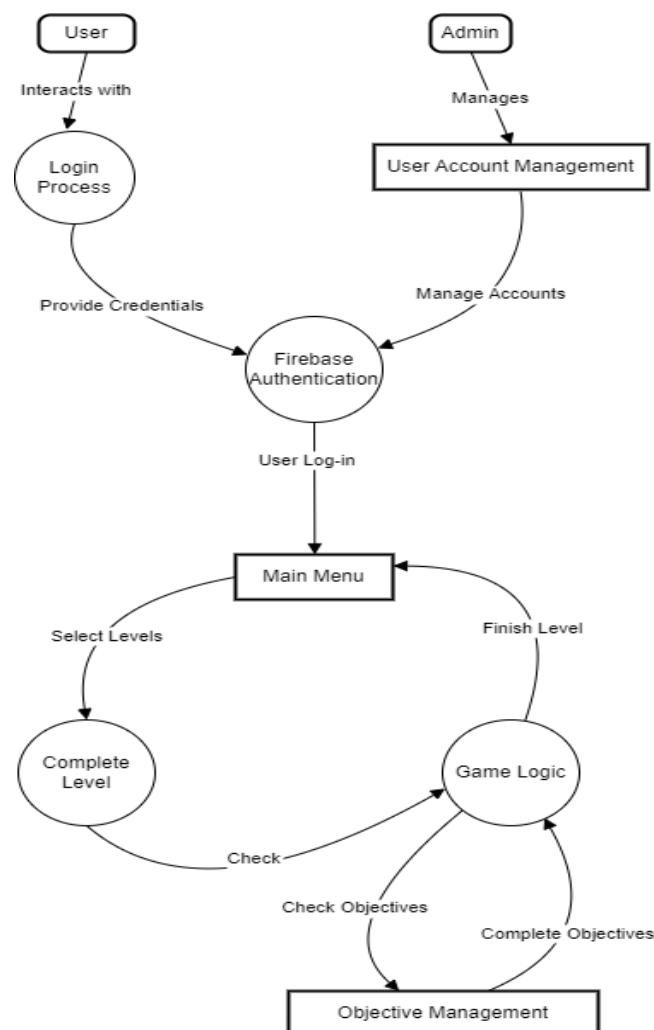 User
Admin
Interacts with
Manages
Login
Process
User Account Management
Provide Credentials
Manage Accounts
Firebase
Authentication
User Log-in
Main Menu
Select Levels
Finish Level
Complete
Level
Game Logic
Check
Check Objectives
Complete Objectives
Objective Management